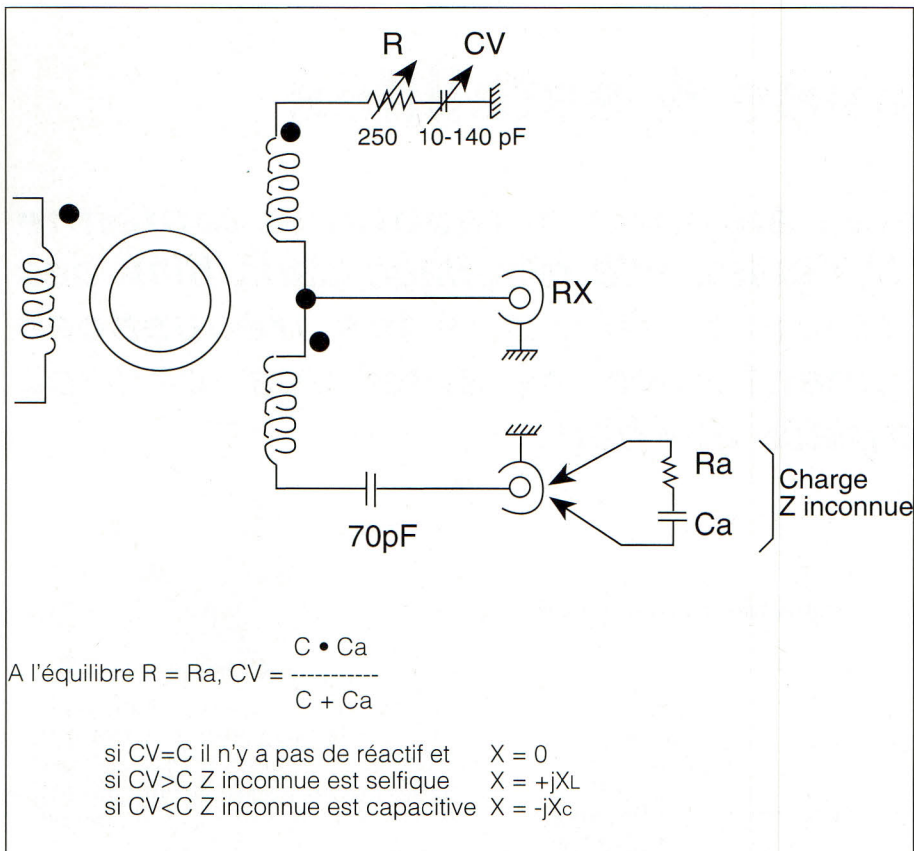 R CV
250 10-140 pF
RX
Ra
Charge
Z inconnue
Ca
70pF
C • Ca
A l'équilibre R = Ra, CV = -----------
C + Ca
si CV=C il n'y a pas de réactif et X = 0
si CV>C Z inconnue est selfique X = +jXL
si CV<C Z inconnue est capacitive X = -jXc